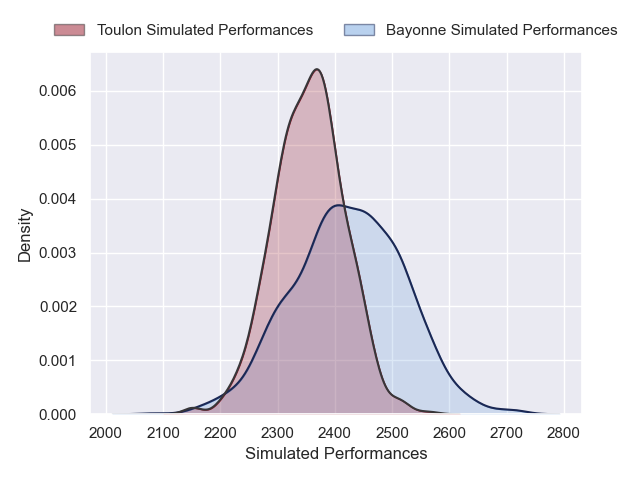 Toulon Simulated Performances
Bayonne Simulated Performances
Density
0.006
0.005
0.004
0.003
0.002
0.001
0.000
2000 2100 2200 2300 2400 2500 2600 2700 2800
Simulated Performances